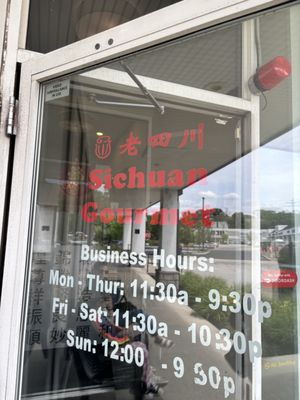 老四川
Sichuan
Gourmet
Business Hours:
Mon - Thur: 11:30a - 9:30p
Fri - Sat: 11:30a - 10:30p
Sun: 12:00 - 9:30p
DOORDASH